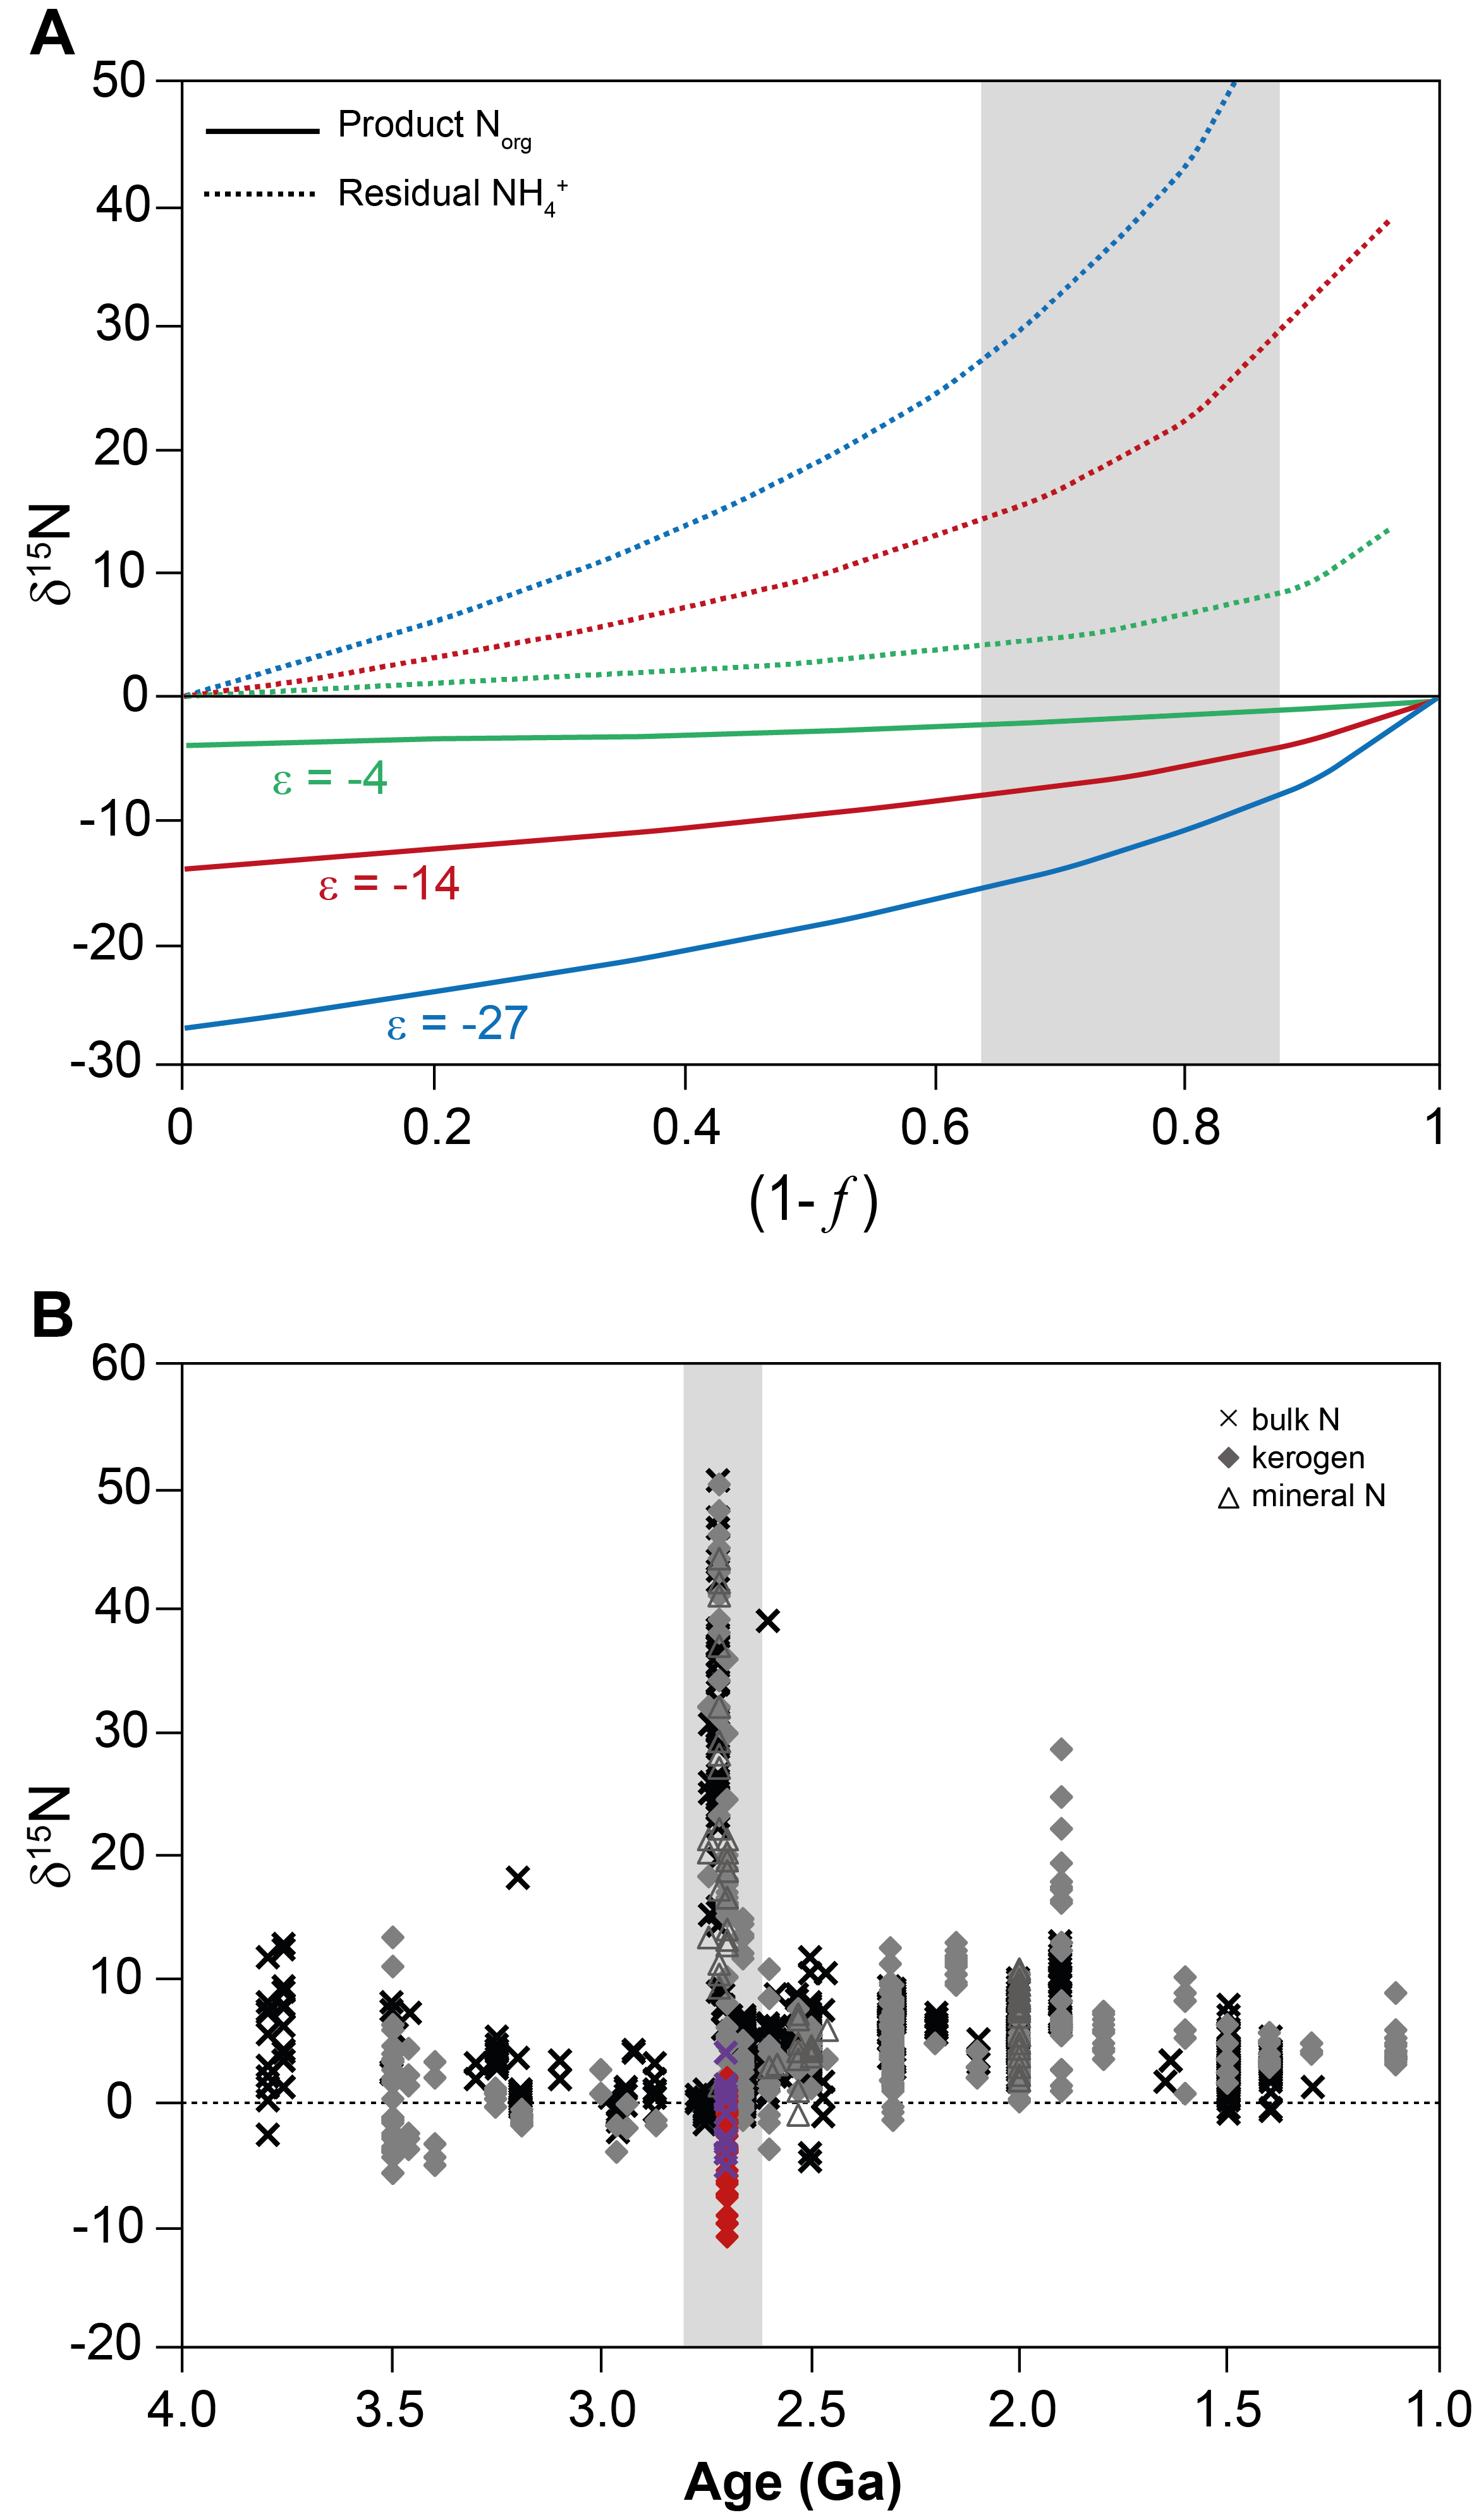 A
50
40
30
20
10
0
-10
-20
-30
δ¹⁵N
Product Norg
Residual NH₄⁺
ε = -4
ε = -14
ε = -27
0 0.2 0.4 0.6 0.8 1
(1-f)
B
60
50
40
30
20
10
0
-10
-20
δ¹⁵N
bulk N
kerogen
mineral N
4.0 3.5 3.0 2.5 2.0 1.5 1.0
Age (Ga)